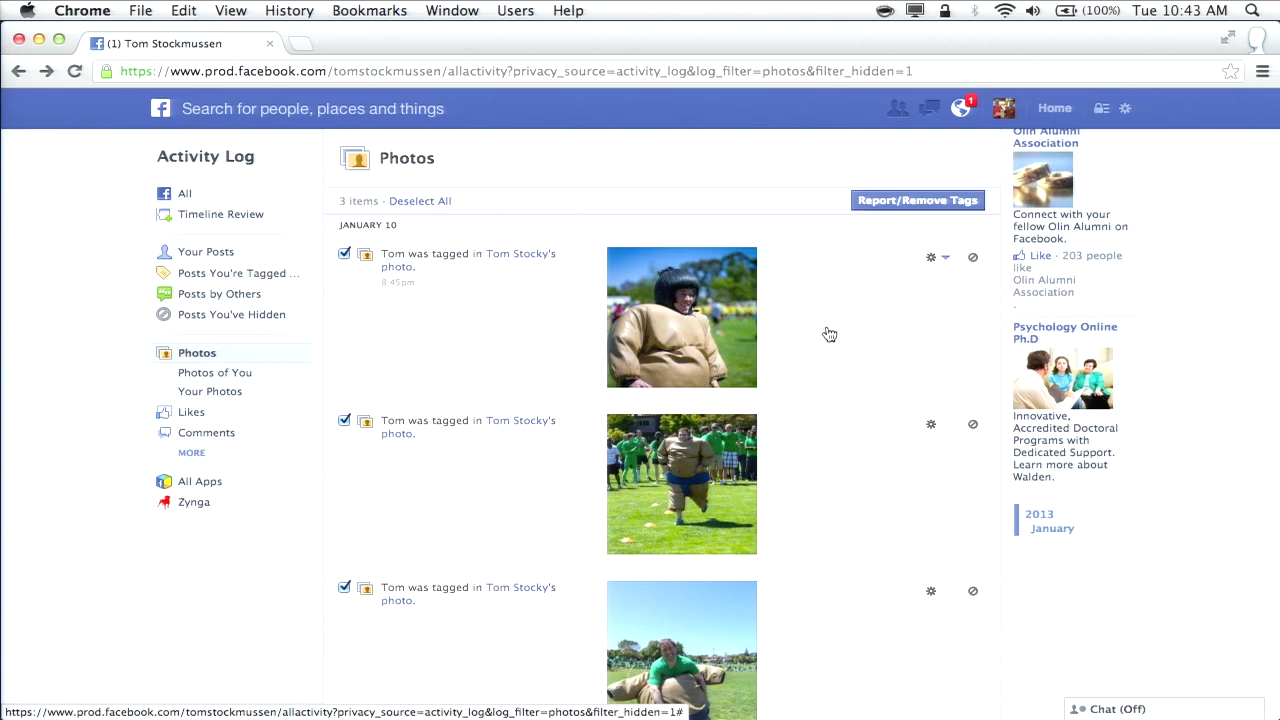 Chrome File Edit View History Bookmarks Window Users Help (100%) Tue 10:43 AM
(1) Tom Stockmussen
https://www.prod.facebook.com/tomstockmussen/allactivity?privacy_source=activity_log&log_filter=photos&filter_hidden=1
Search for people, places and things
1
Home
Activity Log
All
Timeline Review
Your Posts
Posts You're Tagged ...
Posts by Others
Posts You've Hidden
Photos
Photos of You
Your Photos
Likes
Comments
MORE
All Apps
Zynga
Photos
3 items · Deselect All
Report/Remove Tags
JANUARY 10
Tom was tagged in Tom Stocky's
photo.
8:45pm
Tom was tagged in Tom Stocky's
photo.
Tom was tagged in Tom Stocky's
photo.
Olin Alumni
Association
Connect with your
fellow Olin Alumni on
Facebook.
Like · 203 people
like
Olin Alumni
Association
.
Psychology Online
Ph.D
Innovative,
Accredited Doctoral
Programs with
Dedicated Support.
Learn more about
Walden.
2013
January
Chat (Off)
https://www.prod.facebook.com/tomstockmussen/allactivity?privacy_source=activity_log&log_filter=photos&filter_hidden=1#